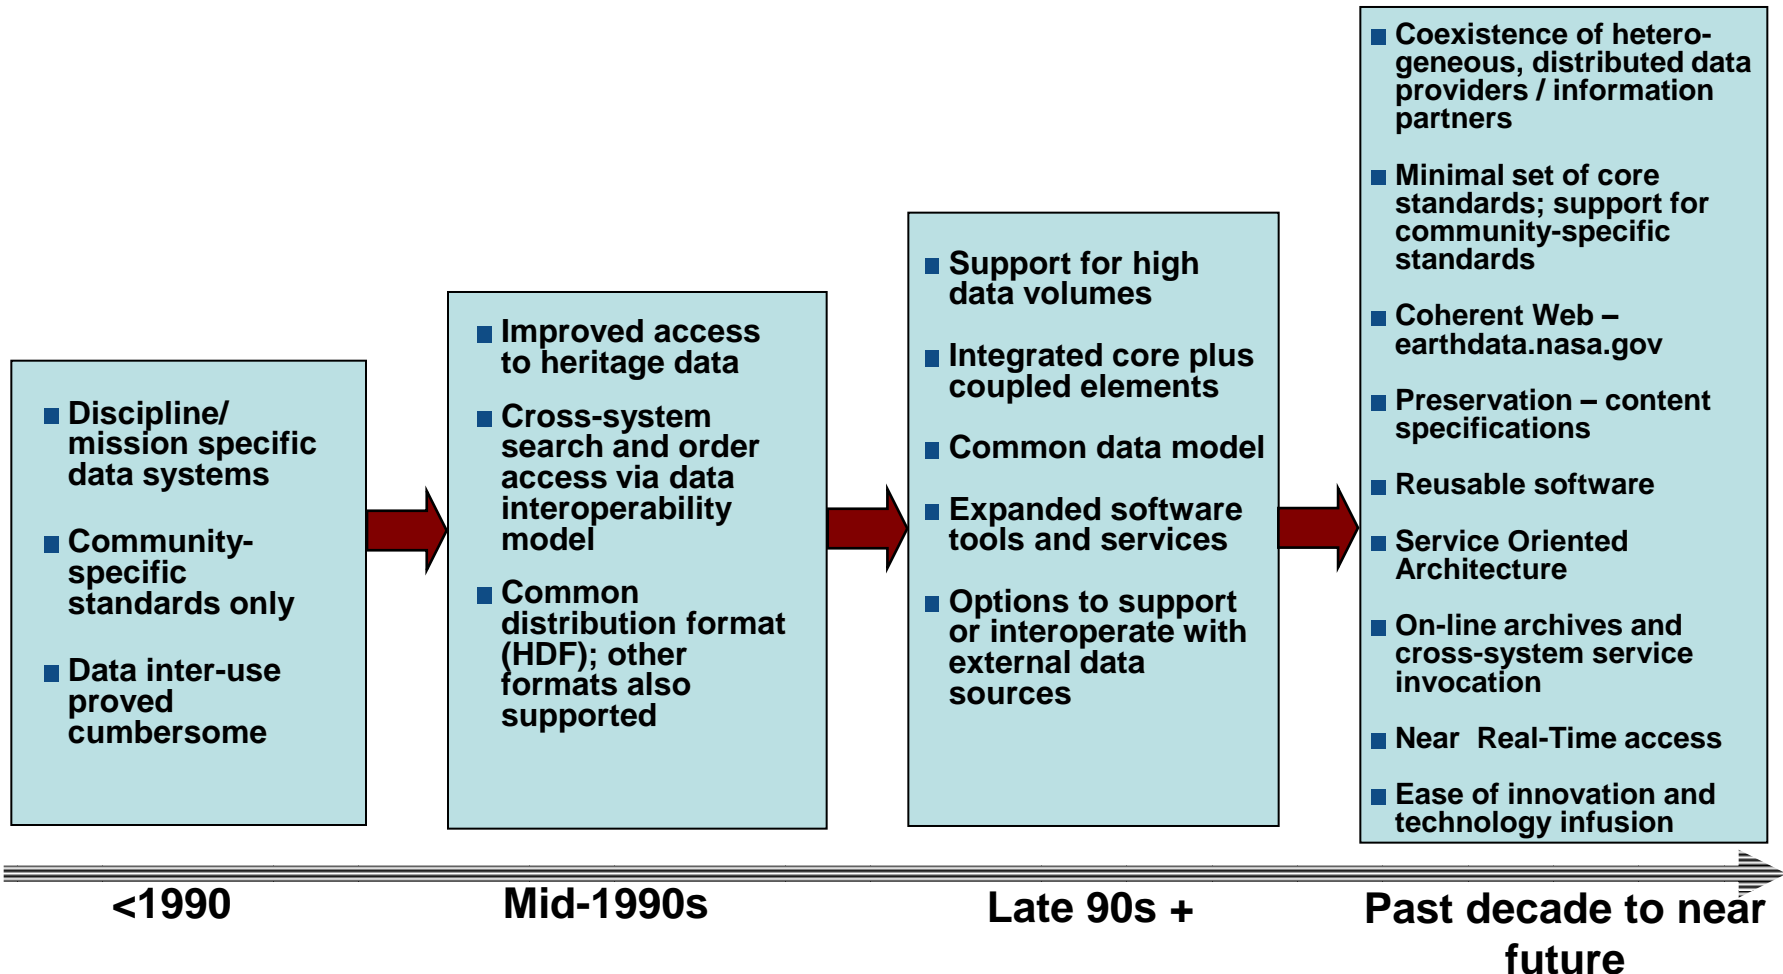 Discipline/
mission specific
data systems
Community-
specific
standards only
Data inter-use
proved
cumbersome
Improved access
to heritage data
Cross-system
search and order
access via data
interoperability
model
Common
distribution format
(HDF); other
formats also
supported
Support for high
data volumes
Integrated core plus
coupled elements
Common data model
Expanded software
tools and services
Options to support
or interoperate with
external data
sources
Coexistence of hetero-
geneous, distributed data
providers / information
partners
Minimal set of core
standards; support for
community-specific
standards
Coherent Web –
earthdata.nasa.gov
Preservation – content
specifications
Reusable software
Service Oriented
Architecture
On-line archives and
cross-system service
invocation
Near Real-Time access
Ease of innovation and
technology infusion
<1990
Mid-1990s
Late 90s +
Past decade to near
future